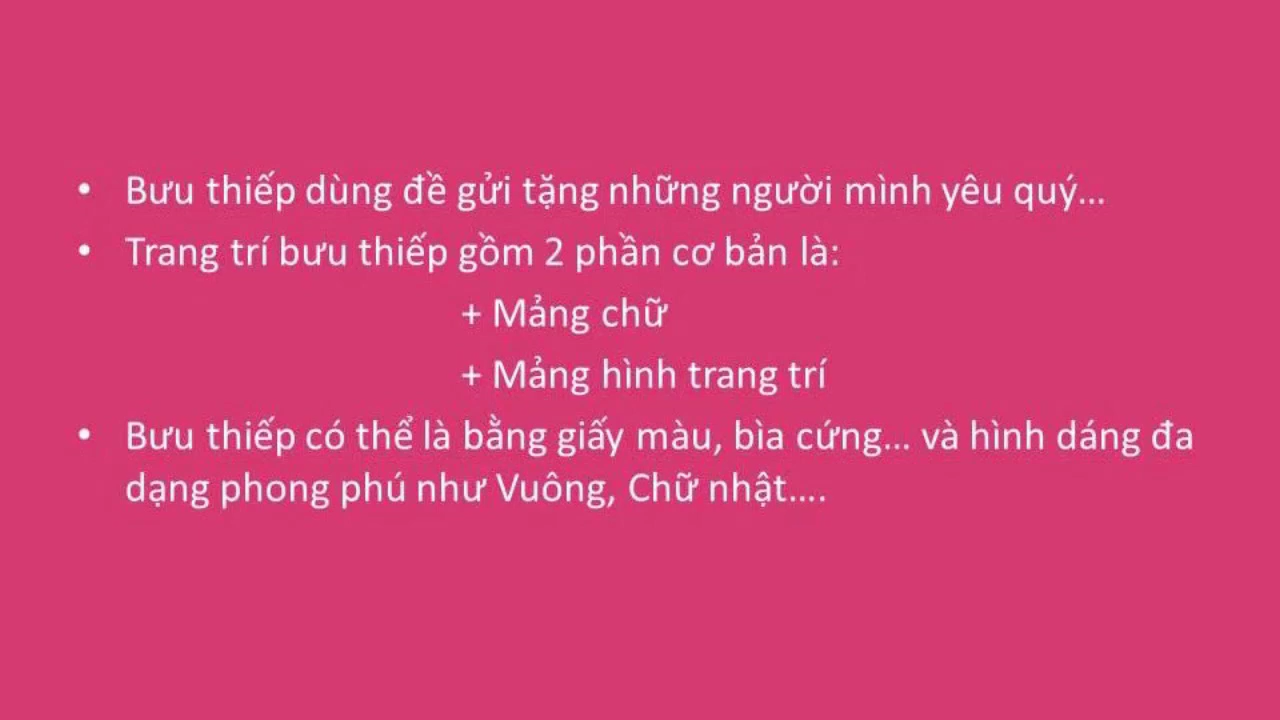 • Bưu thiếp dùng đề gửi tặng những người mình yêu quý...
• Trang trí bưu thiếp gồm 2 phần cơ bản là:
+ Mảng chữ
+ Mảng hình trang trí
• Bưu thiếp có thể là bằng giấy màu, bìa cứng... và hình dáng đa
dạng phong phú như Vuông, Chữ nhật....